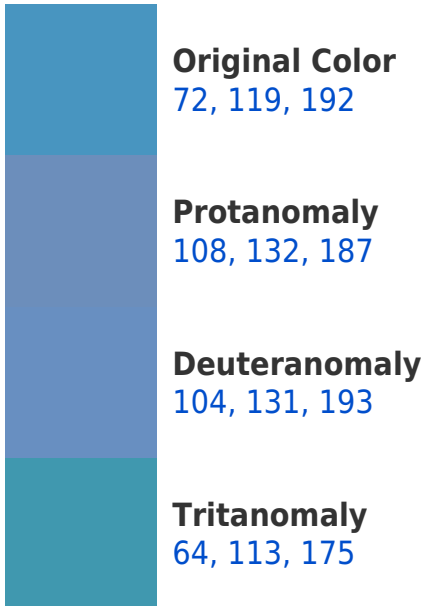 Original Color
72, 119, 192
Protanomaly
108, 132, 187
Deuteranomaly
104, 131, 193
Tritanomaly
64, 113, 175